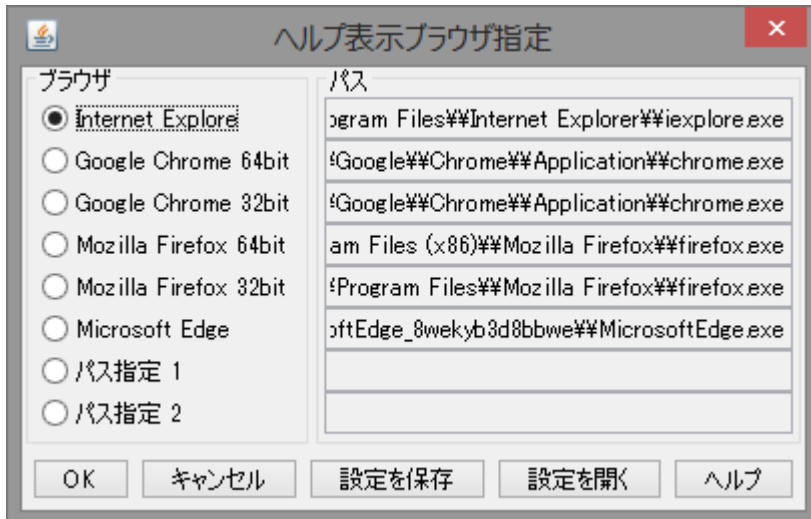 ヘルプ表示ブラウザ指定
ブラウザ
パス
Internet Explore
ogram Files¥¥Internet Explorer¥¥iexplore.exe
Google Chrome 64bit
¥Google¥¥Chrome¥¥Application¥¥chrome.exe
Google Chrome 32bit
¥Google¥¥Chrome¥¥Application¥¥chrome.exe
Mozilla Firefox 64bit
am Files (x86)¥¥Mozilla Firefox¥¥firefox.exe
Mozilla Firefox 32bit
¥Program Files¥¥Mozilla Firefox¥¥firefox.exe
Microsoft Edge
oftEdge_8wekyb3d8bbwe¥¥MicrosoftEdge.exe
パス指定 1
パス指定 2
OK
キャンセル
設定を保存
設定を開く
ヘルプ